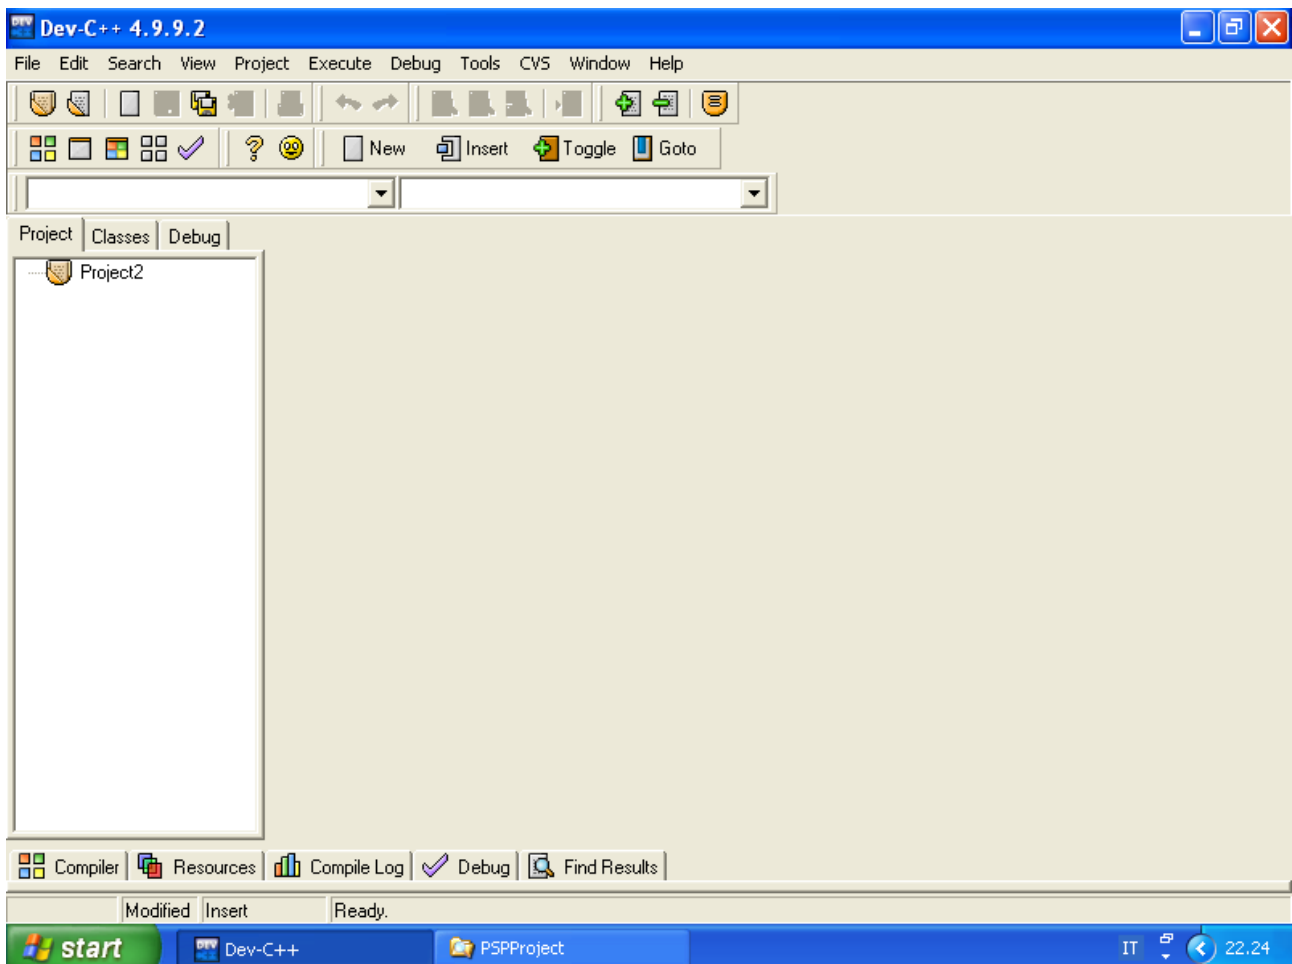 Dev-C++ 4.9.9.2
File Edit Search View Project Execute Debug Tools CVS Window Help
New Insert Toggle Goto
Project Classes Debug
Project2
Compiler Resources Compile Log Debug Find Results
Modified Insert Ready.
start Dev-C++ PSPProject IT 22.24